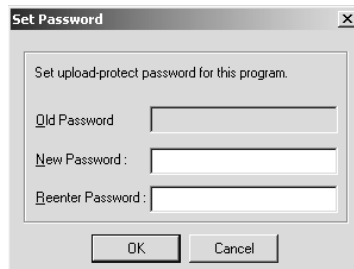 Set Password
Set upload-protect password for this program.
Old Password
New Password :
Reenter Password :
OK
Cancel